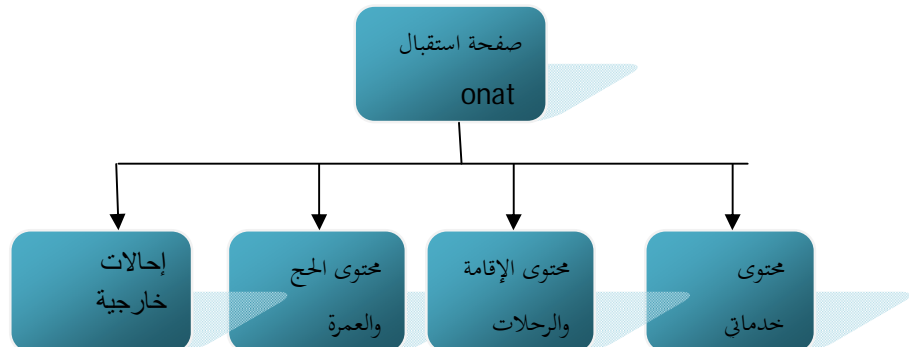 صفحة استقبال
onat
محتوى
خدماتي
محتوى الإقامة
والرحلات
محتوى الحج
والعمرة
إحالات
خارجية